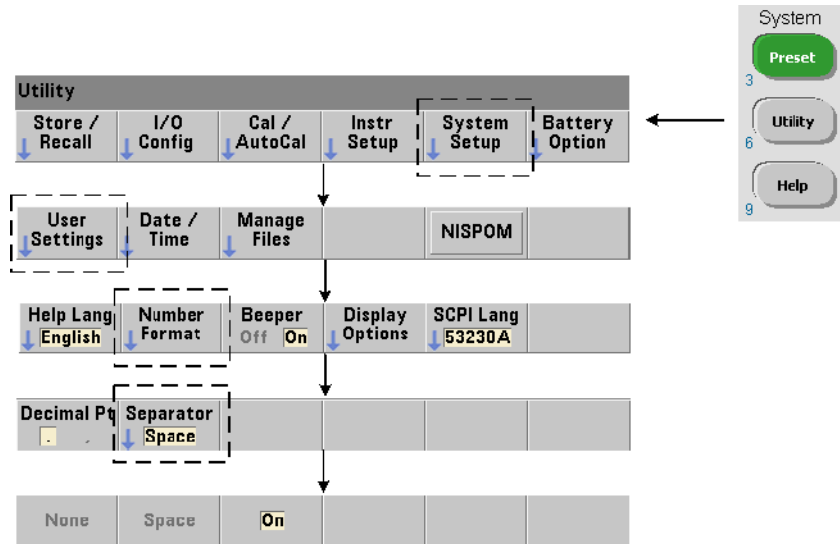 System
Preset
3
Utility
6
Help
9
Utility
Store / Recall
I/O Config
Cal / AutoCal
Instr Setup
System Setup
Battery Option
User Settings
Date / Time
Manage Files
NISPOM
Help Lang
English
Number Format
Beeper
Off On
Display Options
SCPI Lang
53230A
Decimal Pt
. ,
Separator
Space
None
Space
On